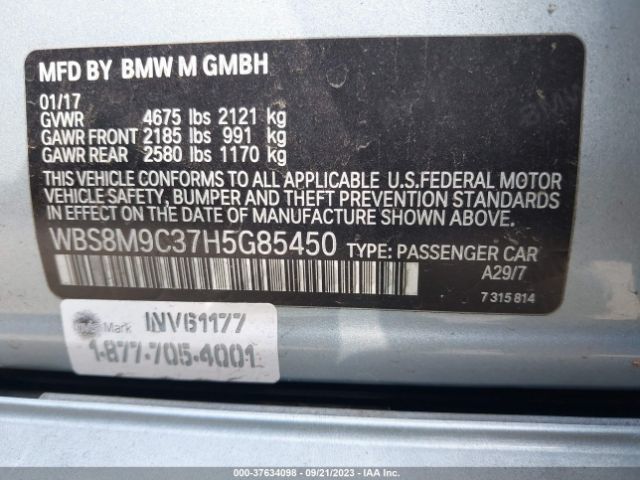 MFD BY BMW M GMBH
01/17
GVWR 4675 lbs 2121 kg
GAWR FRONT 2185 lbs 991 kg
GAWR REAR 2580 lbs 1170 kg
THIS VEHICLE CONFORMS TO ALL APPLICABLE U.S.FEDERAL MOTOR
VEHICLE SAFETY, BUMPER AND THEFT PREVENTION STANDARDS
IN EFFECT ON THE DATE OF MANUFACTURE SHOWN ABOVE.
WBS8M9C37H5G85450 TYPE: PASSENGER CAR
A29/7
7 315 814
Mark INV61177
1-877-705-4001
000-37634098 - 09/21/2023 - IAAI.COM